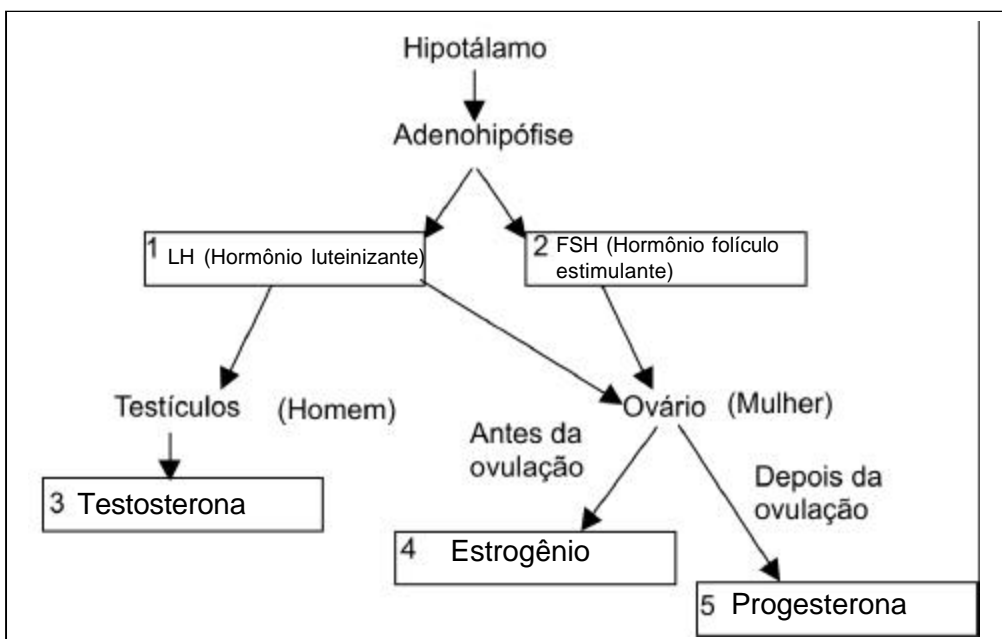 Hipotálamo
Adenohipófise
1 LH (Hormônio luteinizante)
2 FSH (Hormônio folículo
estimulante)
Testículos (Homem)
Ovário (Mulher)
Antes da
ovulação
Depois da
ovulação
3 Testosterona
4 Estrogênio
5 Progesterona